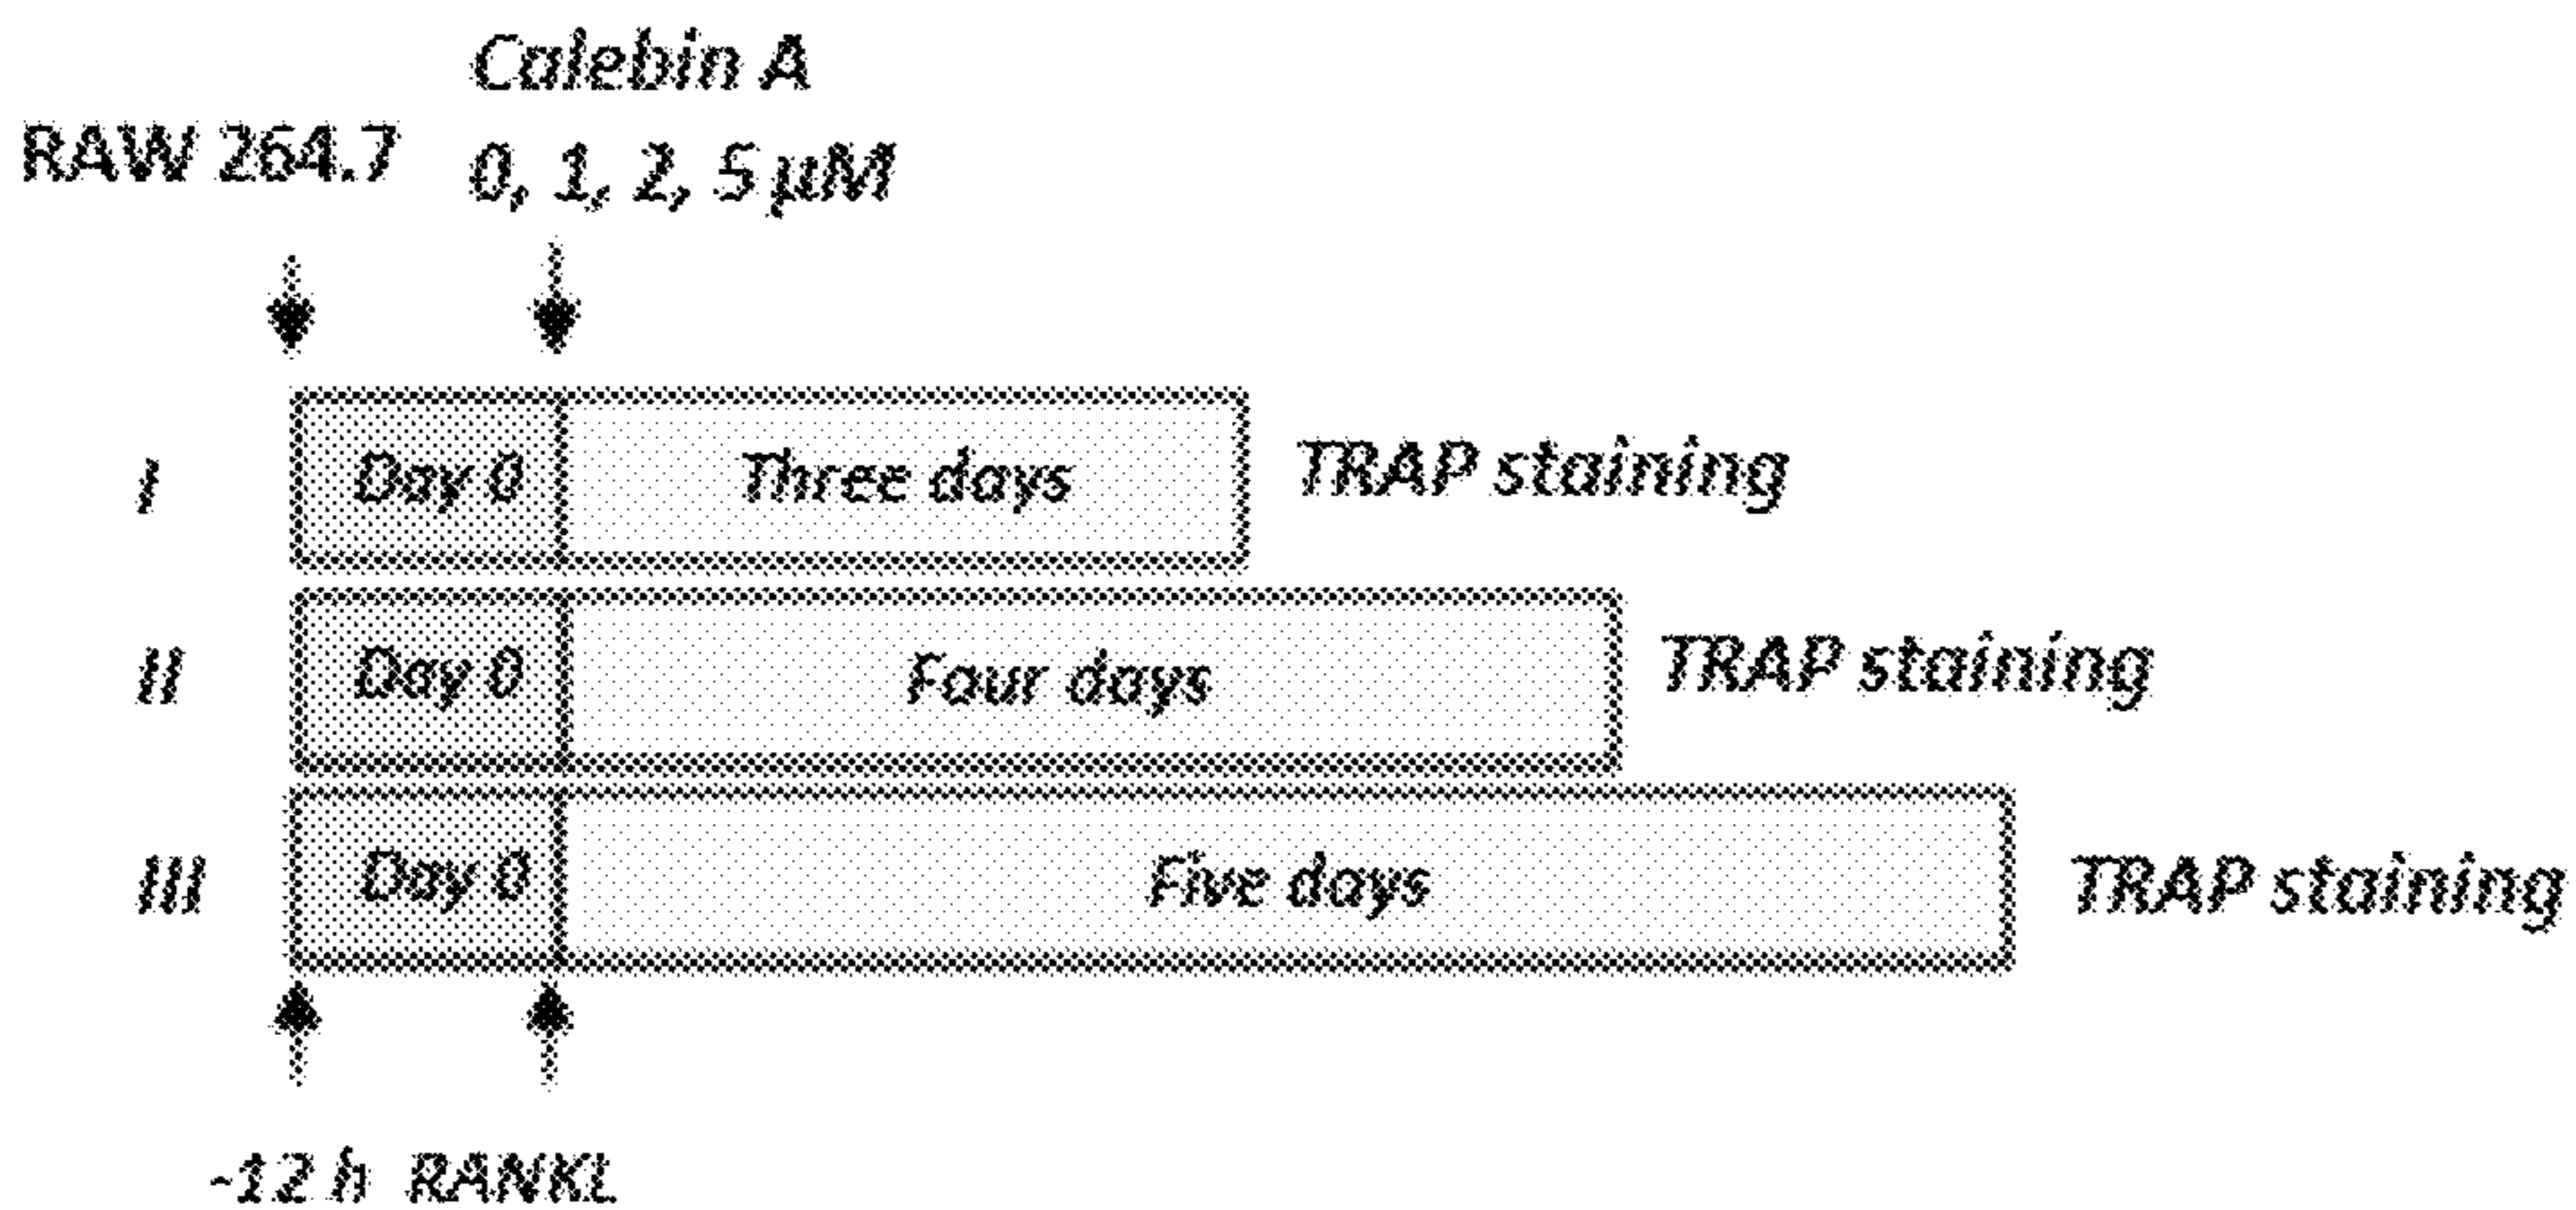 Calebin A
RAW 264.7
0, 1, 2, 5 µM
I
Day 0
Three days
TRAP staining
II
Day 0
Four days
TRAP staining
III
Day 0
Five days
TRAP staining
-12 h RANKL